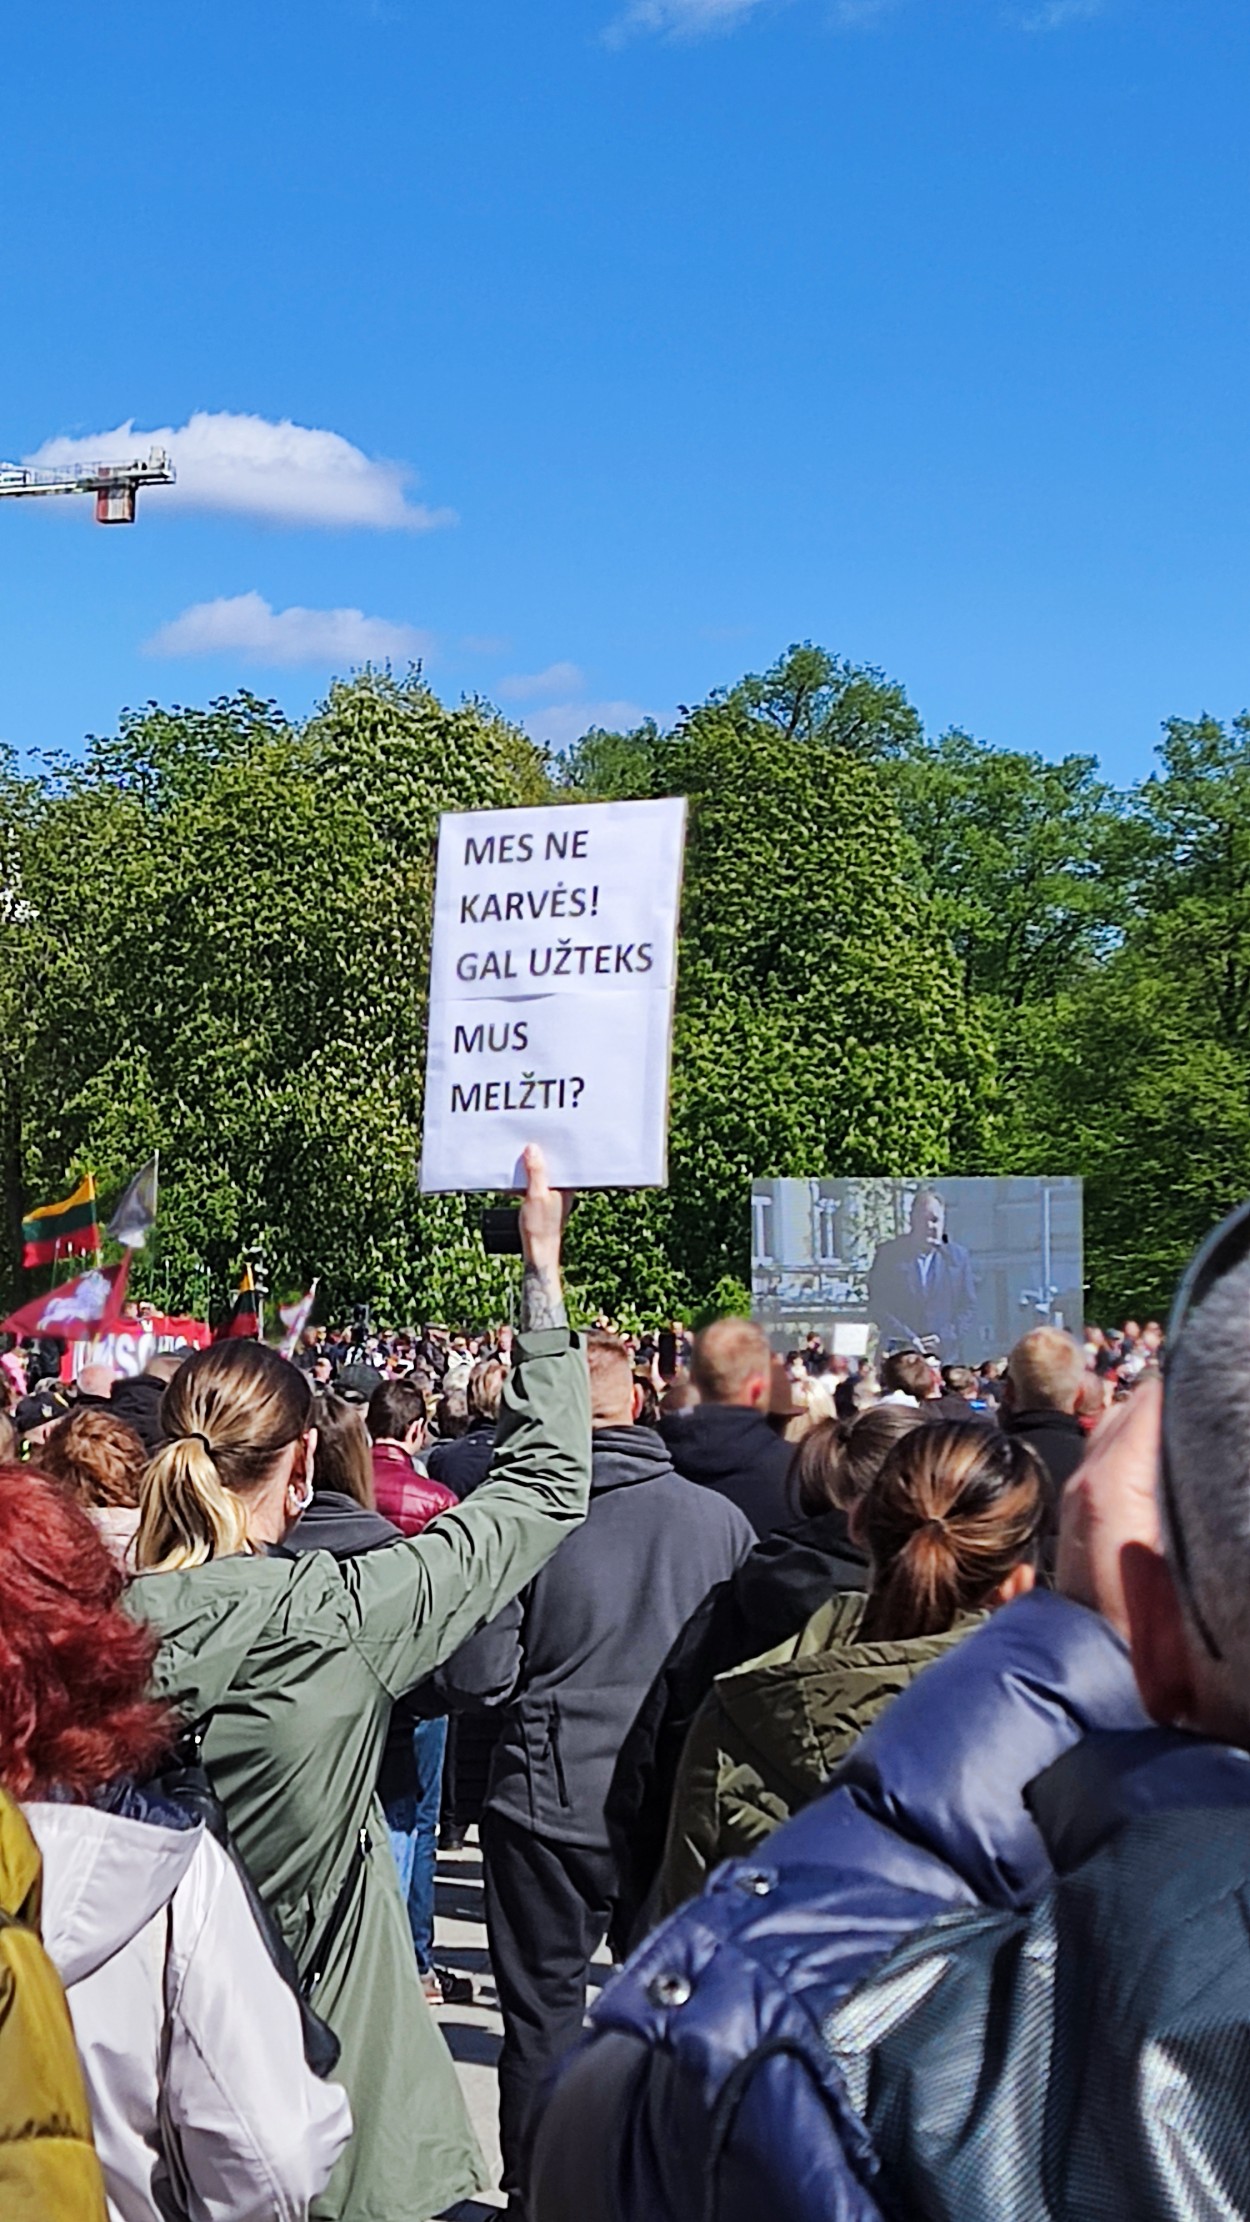 MES NE
KARVĖS!
GAL UŽTEKS
MUS
MELŽTI?